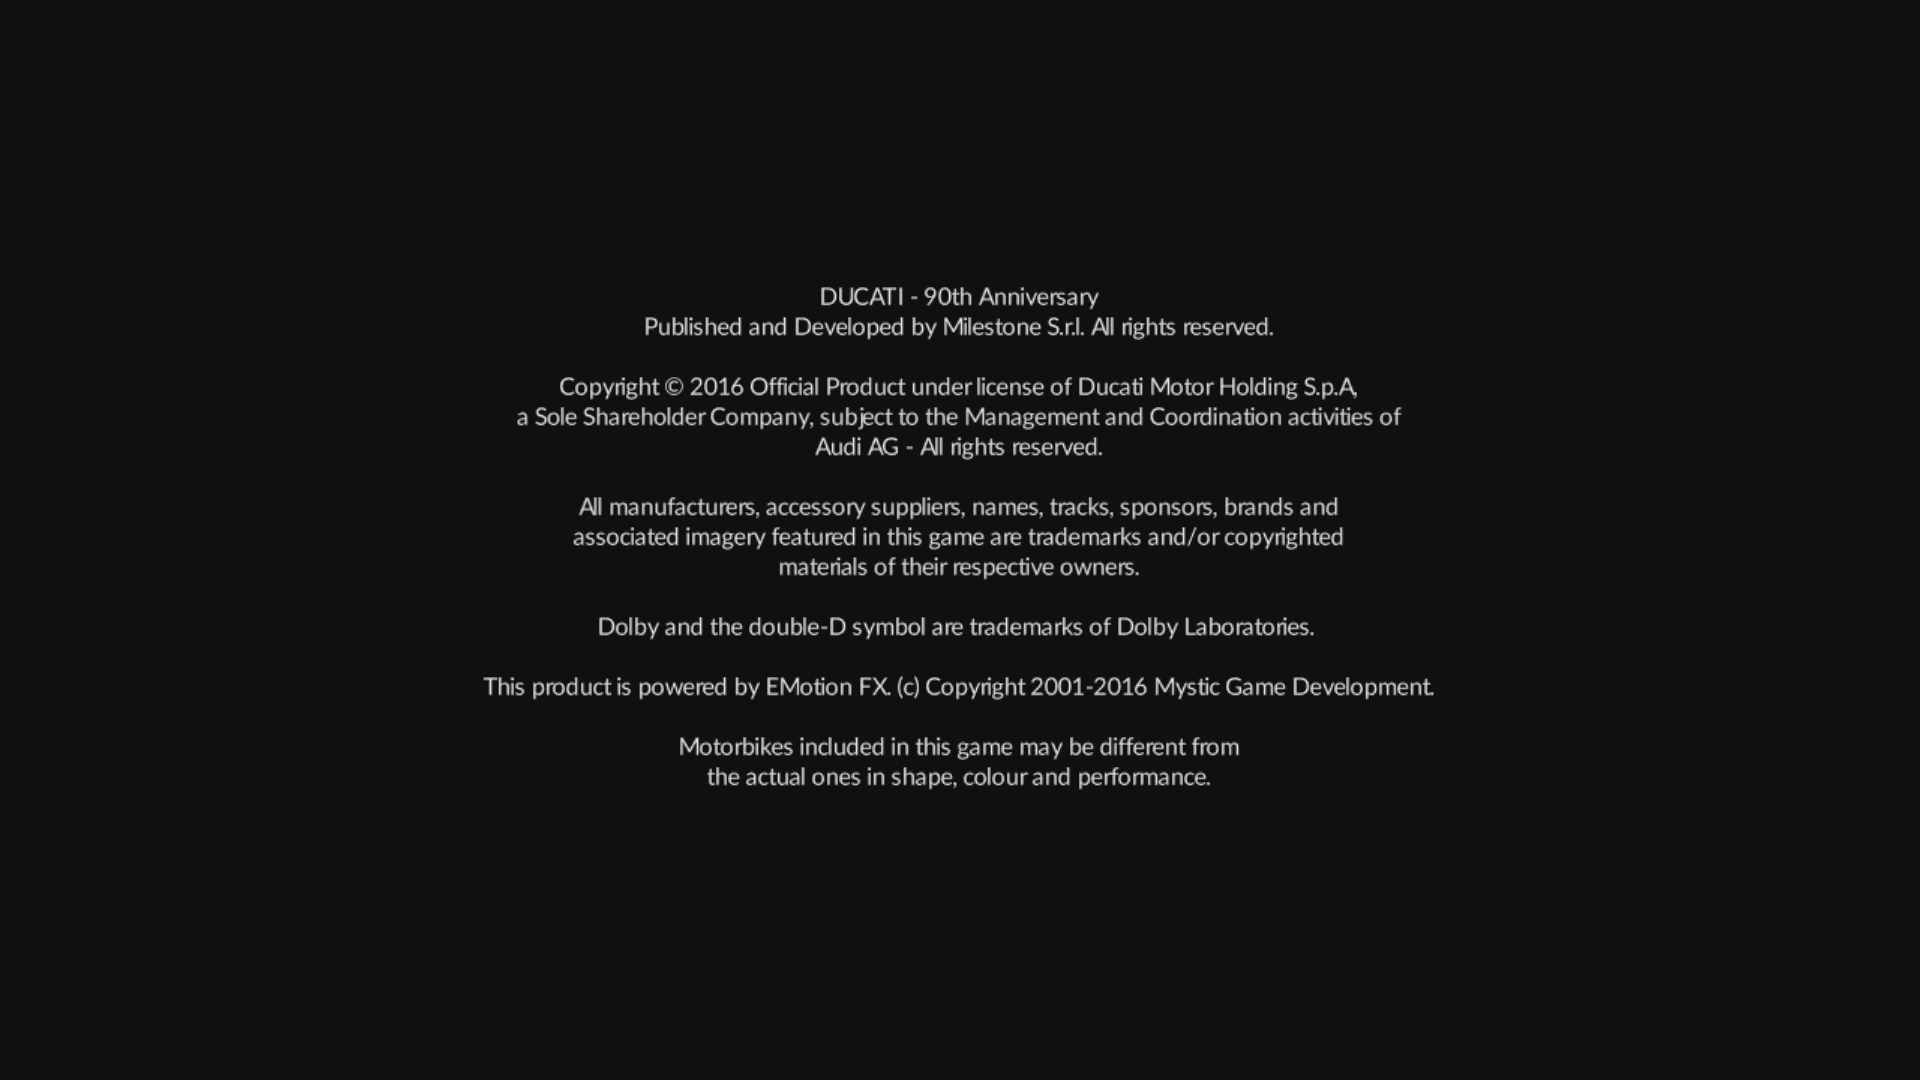 DUCATI - 90th Anniversary
Published and Developed by Milestone S.r.l. All rights reserved.
Copyright © 2016 Official Product under license of Ducati Motor Holding S.p.A,
a Sole Shareholder Company, subject to the Management and Coordination activities of
Audi AG - All rights reserved.
All manufacturers, accessory suppliers, names, tracks, sponsors, brands and
associated imagery featured in this game are trademarks and/or copyrighted
materials of their respective owners.
Dolby and the double-D symbol are trademarks of Dolby Laboratories.
This product is powered by EMotion FX. (c) Copyright 2001-2016 Mystic Game Development.
Motorbikes included in this game may be different from
the actual ones in shape, colour and performance.